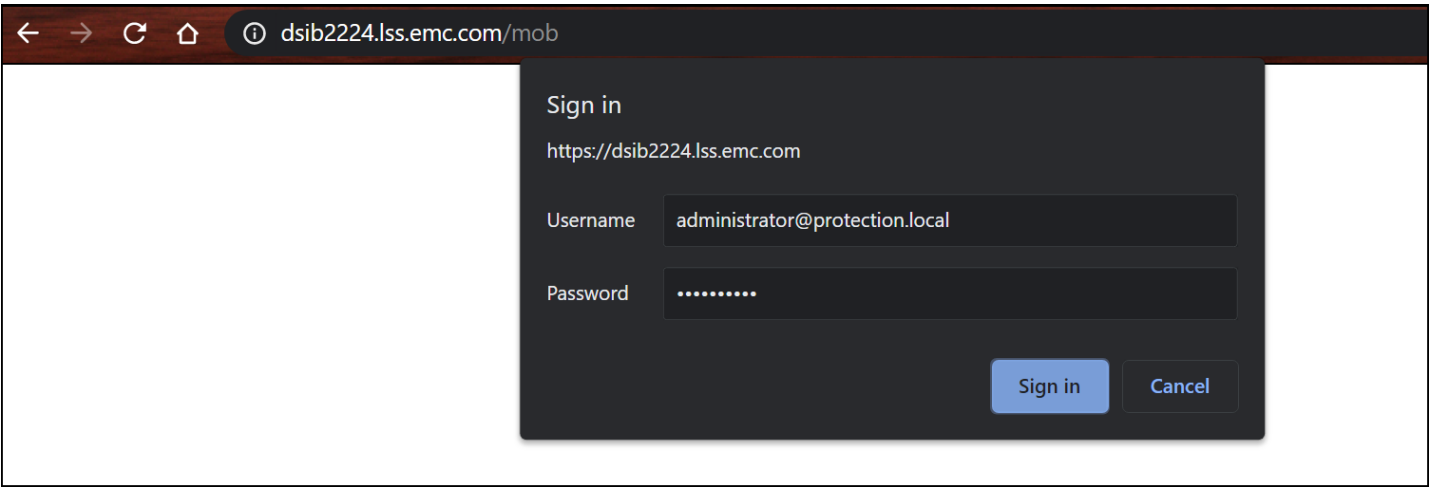 dsib2224.lss.emc.com/mob
Sign in
https://dsib2224.lss.emc.com
Username administrator@protection.local
Password ••••••••••
Sign in Cancel